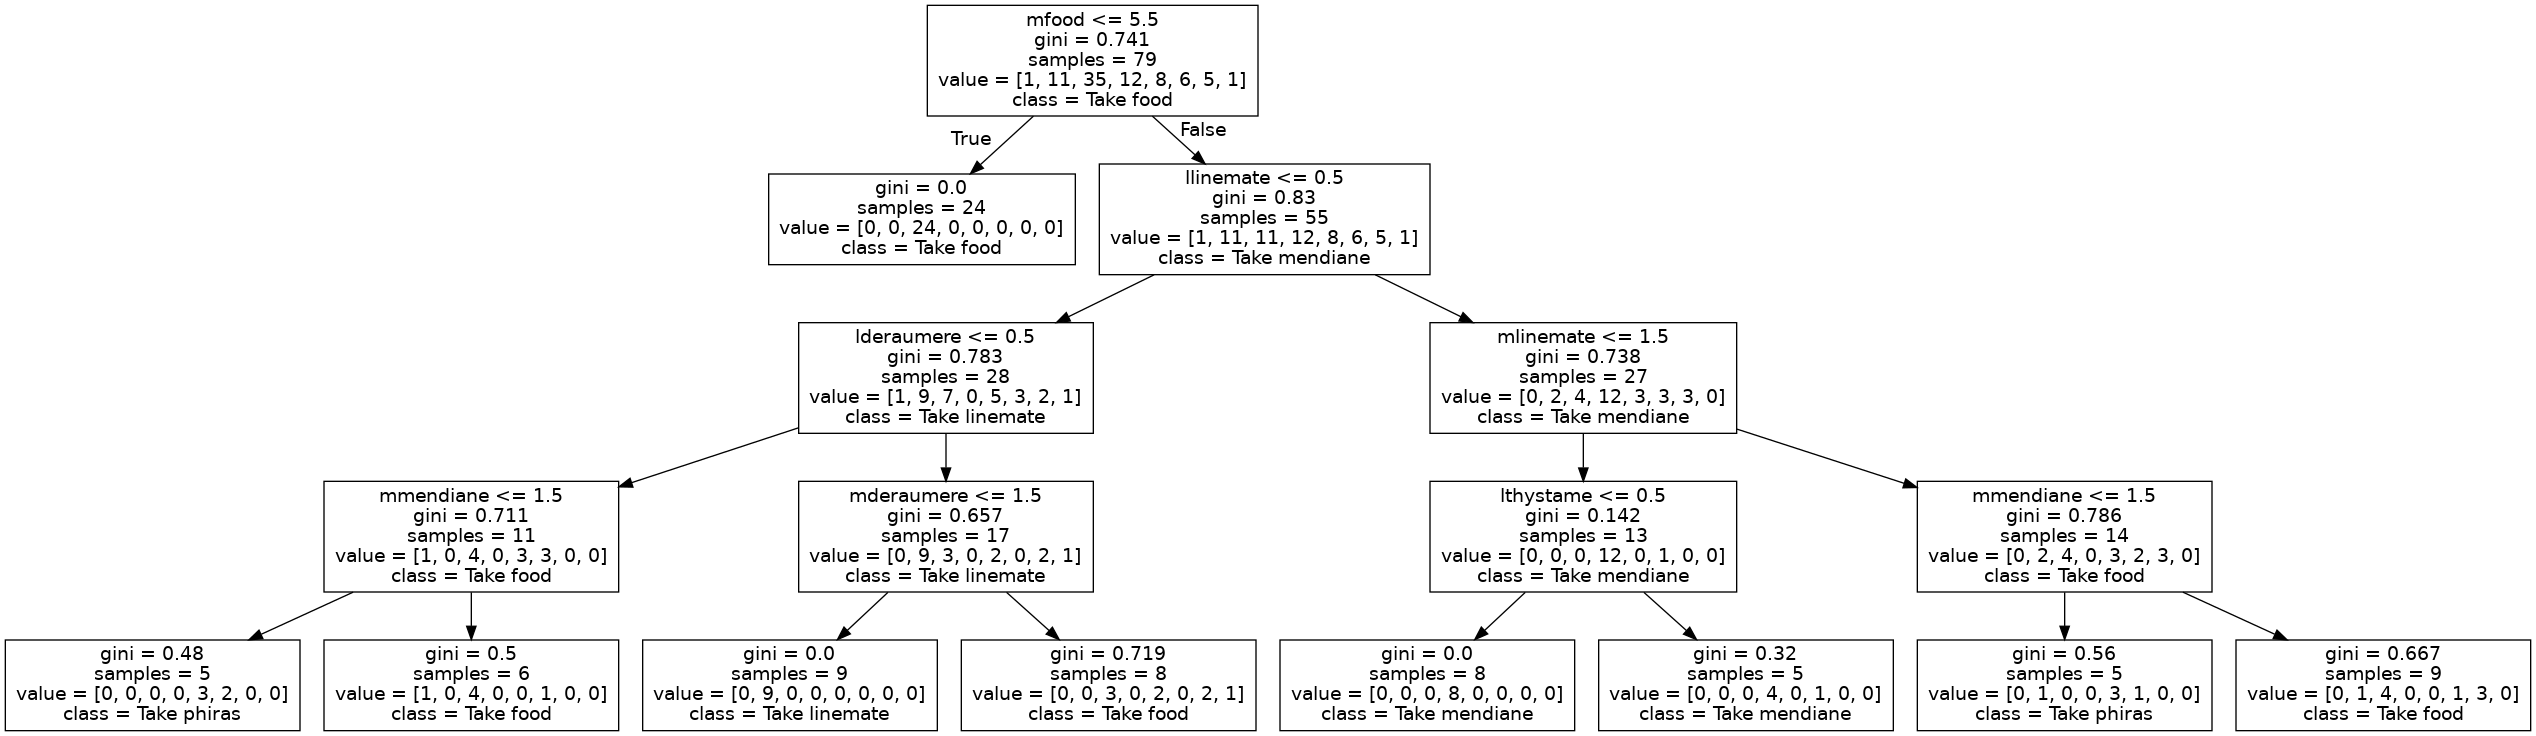 mfood <= 5.5
gini = 0.741
samples = 79
value = [1, 11, 35, 12, 8, 6, 5, 1]
class = Take food
True
False
gini = 0.0
samples = 24
value = [0, 0, 24, 0, 0, 0, 0, 0]
class = Take food
llinemate <= 0.5
gini = 0.83
samples = 55
value = [1, 11, 11, 12, 8, 6, 5, 1]
class = Take mendiane
lderaumere <= 0.5
gini = 0.783
samples = 28
value = [1, 9, 7, 0, 5, 3, 2, 1]
class = Take linemate
mlinemate <= 1.5
gini = 0.738
samples = 27
value = [0, 2, 4, 12, 3, 3, 3, 0]
class = Take mendiane
mmendiane <= 1.5
gini = 0.711
samples = 11
value = [1, 0, 4, 0, 3, 3, 0, 0]
class = Take food
mderaumere <= 1.5
gini = 0.657
samples = 17
value = [0, 9, 3, 0, 2, 0, 2, 1]
class = Take linemate
lthystame <= 0.5
gini = 0.142
samples = 13
value = [0, 0, 0, 12, 0, 1, 0, 0]
class = Take mendiane
mmendiane <= 1.5
gini = 0.786
samples = 14
value = [0, 2, 4, 0, 3, 2, 3, 0]
class = Take food
gini = 0.48
samples = 5
value = [0, 0, 0, 0, 3, 2, 0, 0]
class = Take phiras
gini = 0.5
samples = 6
value = [1, 0, 4, 0, 0, 1, 0, 0]
class = Take food
gini = 0.0
samples = 9
value = [0, 9, 0, 0, 0, 0, 0, 0]
class = Take linemate
gini = 0.719
samples = 8
value = [0, 0, 3, 0, 2, 0, 2, 1]
class = Take food
gini = 0.0
samples = 8
value = [0, 0, 0, 8, 0, 0, 0, 0]
class = Take mendiane
gini = 0.32
samples = 5
value = [0, 0, 0, 4, 0, 1, 0, 0]
class = Take mendiane
gini = 0.56
samples = 5
value = [0, 1, 0, 0, 3, 1, 0, 0]
class = Take phiras
gini = 0.667
samples = 9
value = [0, 1, 4, 0, 0, 1, 3, 0]
class = Take food